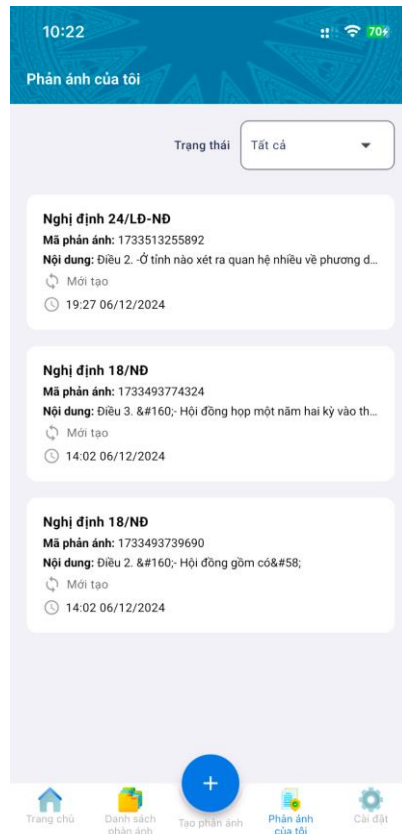 10:22
70
Phản ánh của tôi
Trạng thái Tất cả
Nghị định 24/LĐ-NĐ
Mã phản ánh: 1733513255892
Nội dung: Điều 2. -Ở tỉnh nào xét ra quan hệ nhiều về phương d...
Mới tạo
19:27 06/12/2024
Nghị định 18/NĐ
Mã phản ánh: 1733493774324
Nội dung: Điều 3. &#160;- Hội đồng họp một năm hai kỳ vào th...
Mới tạo
14:02 06/12/2024
Nghị định 18/NĐ
Mã phản ánh: 1733493739690
Nội dung: Điều 2. &#160;- Hội đồng gồm có&#58;
Mới tạo
14:02 06/12/2024
Trang chủ Danh sách phản ánh Tạo phản ánh Phản ánh của tôi Cài đặt